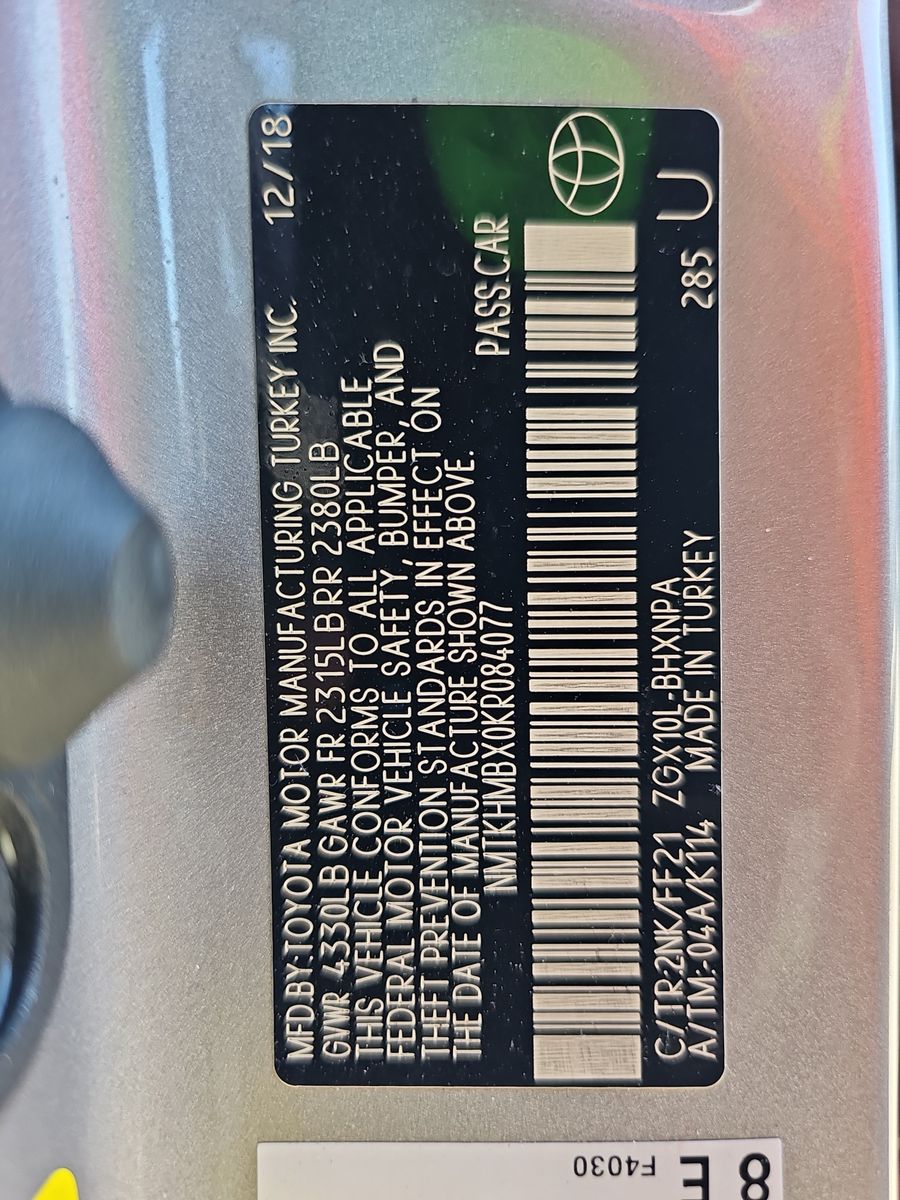 MFD.BY:TOYOTA MOTOR MANUFACTURING TURKEY INC. 12/18
GVWR 4330LB GAWR FR 2315LB RR 2380LB
THIS VEHICLE CONFORMS TO ALL APPLICABLE
FEDERAL MOTOR VEHICLE SAFETY, BUMPER, AND
THEFT PREVENTION STANDARDS IN EFFECT ON
THE DATE OF MANUFACTURE SHOWN ABOVE.
NMTKHMBX0KR084077 PASS.CAR
C/TR:2NK/FF21 ZGX10L-BHXNPA 285 U
A/TM:-04A/K114 MADE IN TURKEY
F4030
8
E